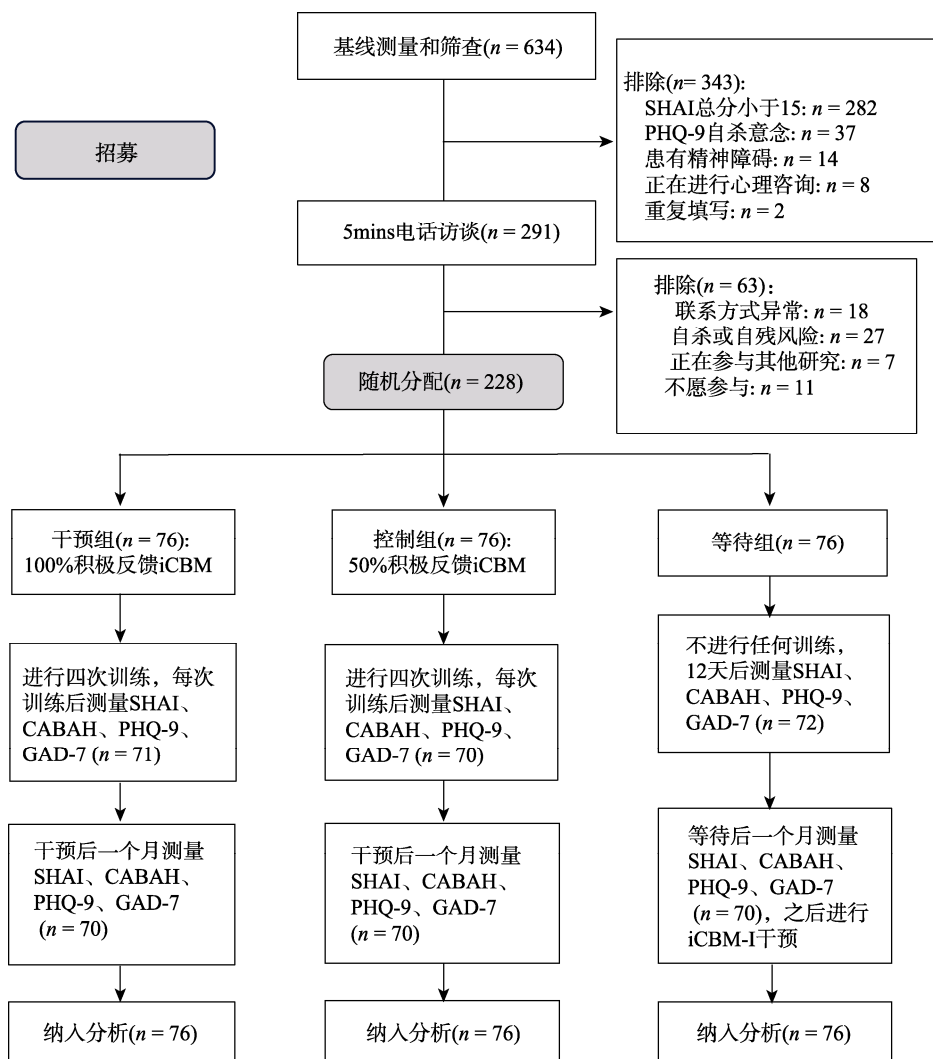 基线测量和筛查(n = 634)
排除(n= 343):
SHAI总分小于15: n = 282
PHQ-9自杀意念: n = 37
患有精神障碍: n = 14
正在进行心理咨询: n = 8
重复填写: n = 2
招募
5mins电话访谈(n = 291)
排除(n = 63):
联系方式异常: n = 18
自杀或自残风险: n = 27
正在参与其他研究: n = 7
不愿参与: n = 11
随机分配(n = 228)
干预组(n = 76):
100%积极反馈iCBM
控制组(n = 76):
50%积极反馈iCBM
等待组(n = 76)
进行四次训练，每次
训练后测量SHAI、
CABAH、PHQ-9、
GAD-7 (n = 71)
进行四次训练，每次
训练后测量SHAI、
CABAH、PHQ-9、
GAD-7 (n = 70)
不进行任何训练，
12天后测量SHAI、
CABAH、PHQ-9、
GAD-7 (n = 72)
干预后一个月测量
SHAI、CABAH、
PHQ-9、GAD-7
(n = 70)
干预后一个月测量
SHAI、CABAH、
PHQ-9、GAD-7
(n = 70)
等待后一个月测量
SHAI、CABAH、
PHQ-9、GAD-7
(n = 70)，之后进行
iCBM-I干预
纳入分析(n = 76)
纳入分析(n = 76)
纳入分析(n = 76)